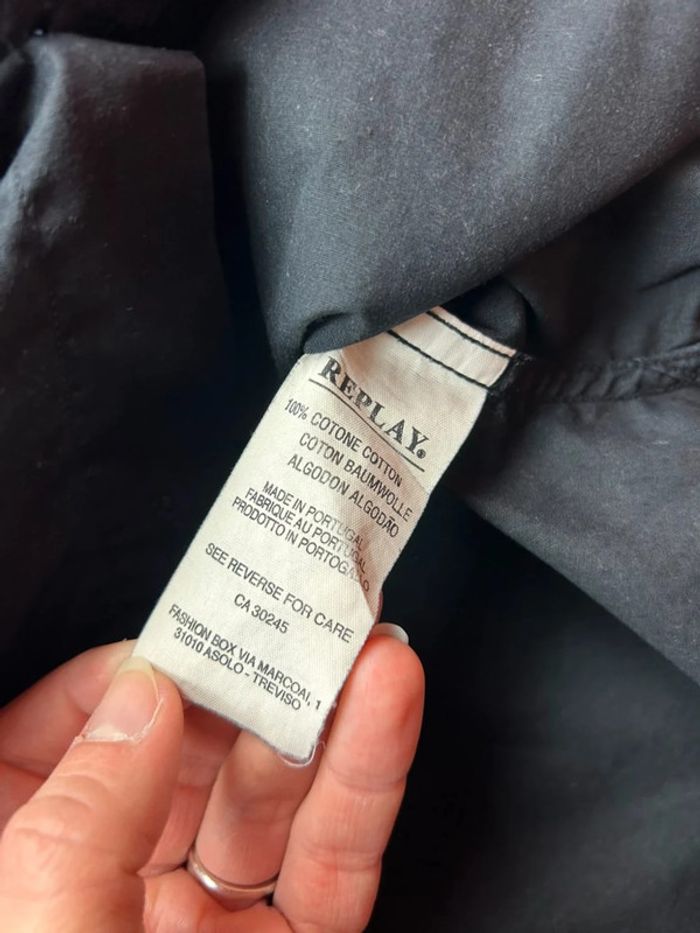 REPLAY®
100% COTONE COTTON
COTON BAUMWOLLE
ALGODON ALGODÃO
MADE IN PORTUGAL
FABRIQUE AU PORTUGAL
PRODOTTO IN PORTOGALLO
SEE REVERSE FOR CARE
CA 30245
FASHION BOX VIA MARCOAI, 1
31010 ASOLO - TREVISO